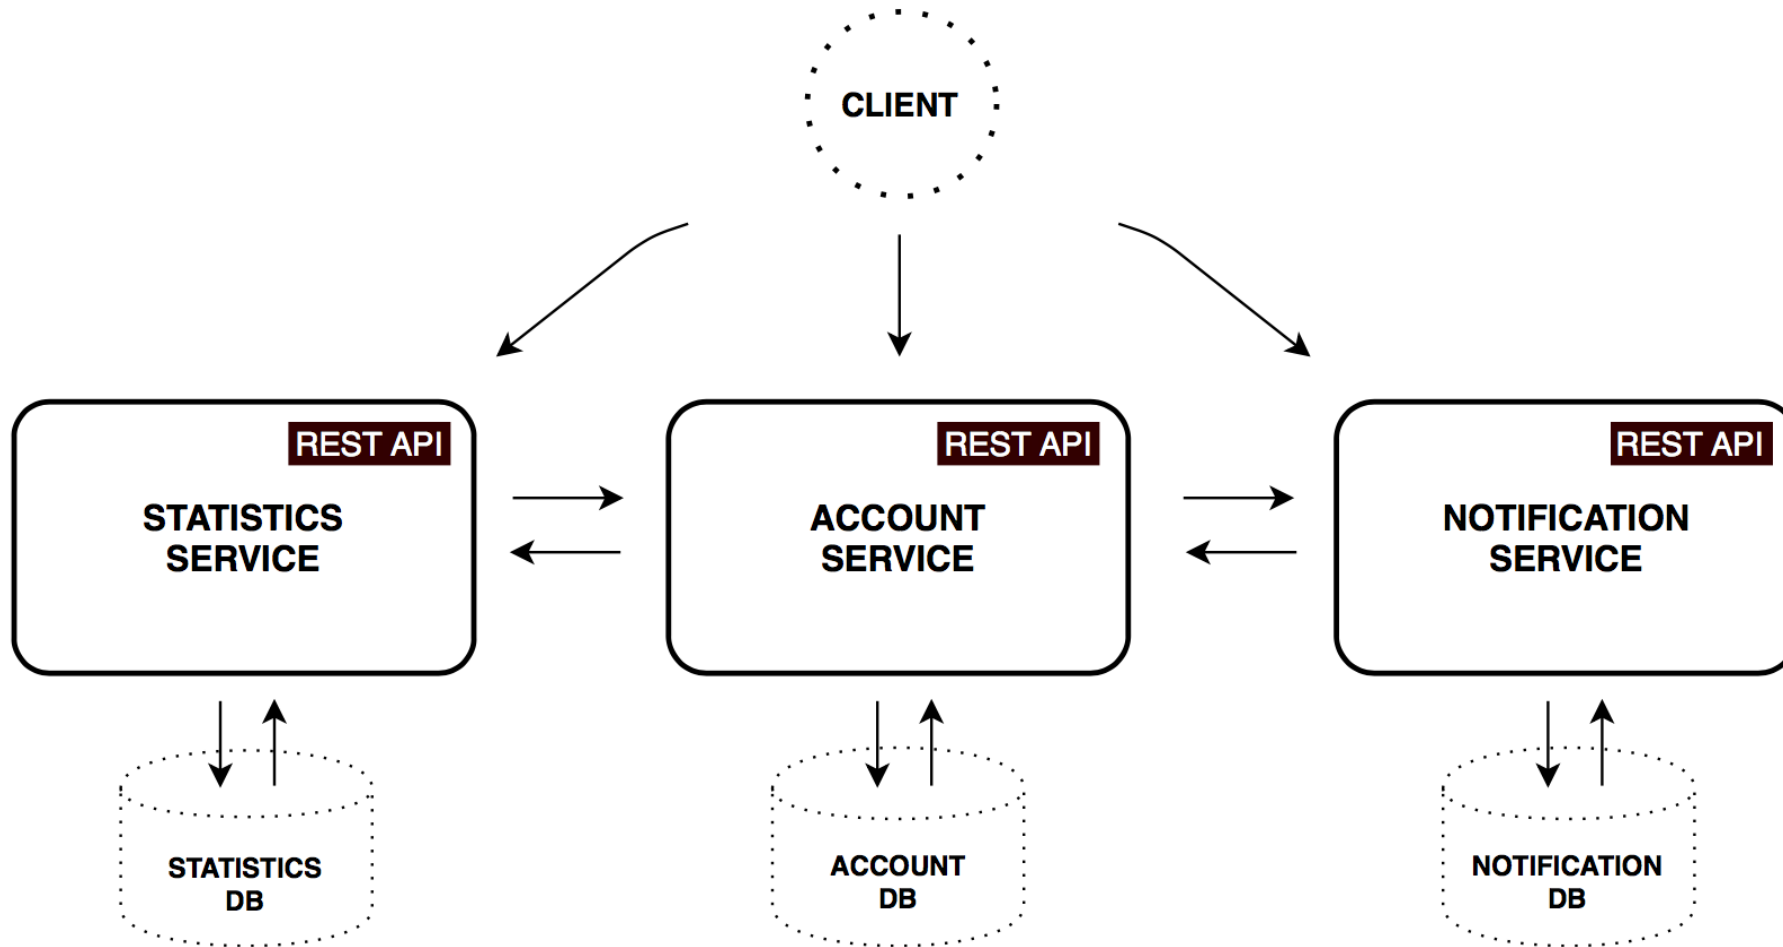 CLIENT
REST API
STATISTICS
SERVICE
REST API
ACCOUNT
SERVICE
REST API
NOTIFICATION
SERVICE
STATISTICS
DB
ACCOUNT
DB
NOTIFICATION
DB